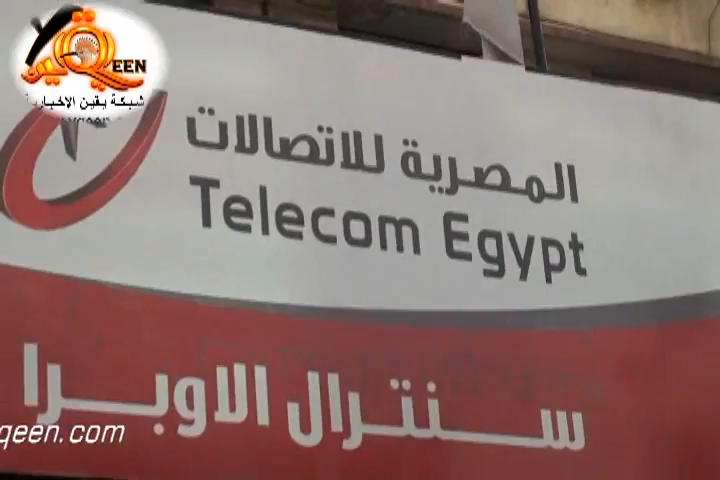 EEN
شبكة يقين الإخبارية
المصرية للاتصالات
Telecom Egypt
سنترال الاوبرا
qeen.com